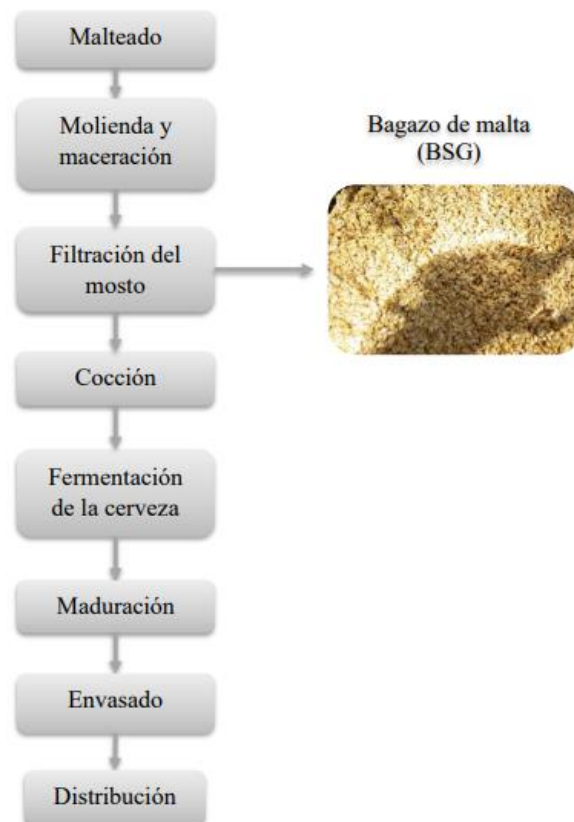 Malteado
Molienda y
maceración
Bagazo de malta
(BSG)
Filtración del
mosto
Cocción
Fermentación
de la cerveza
Maduración
Envasado
Distribución